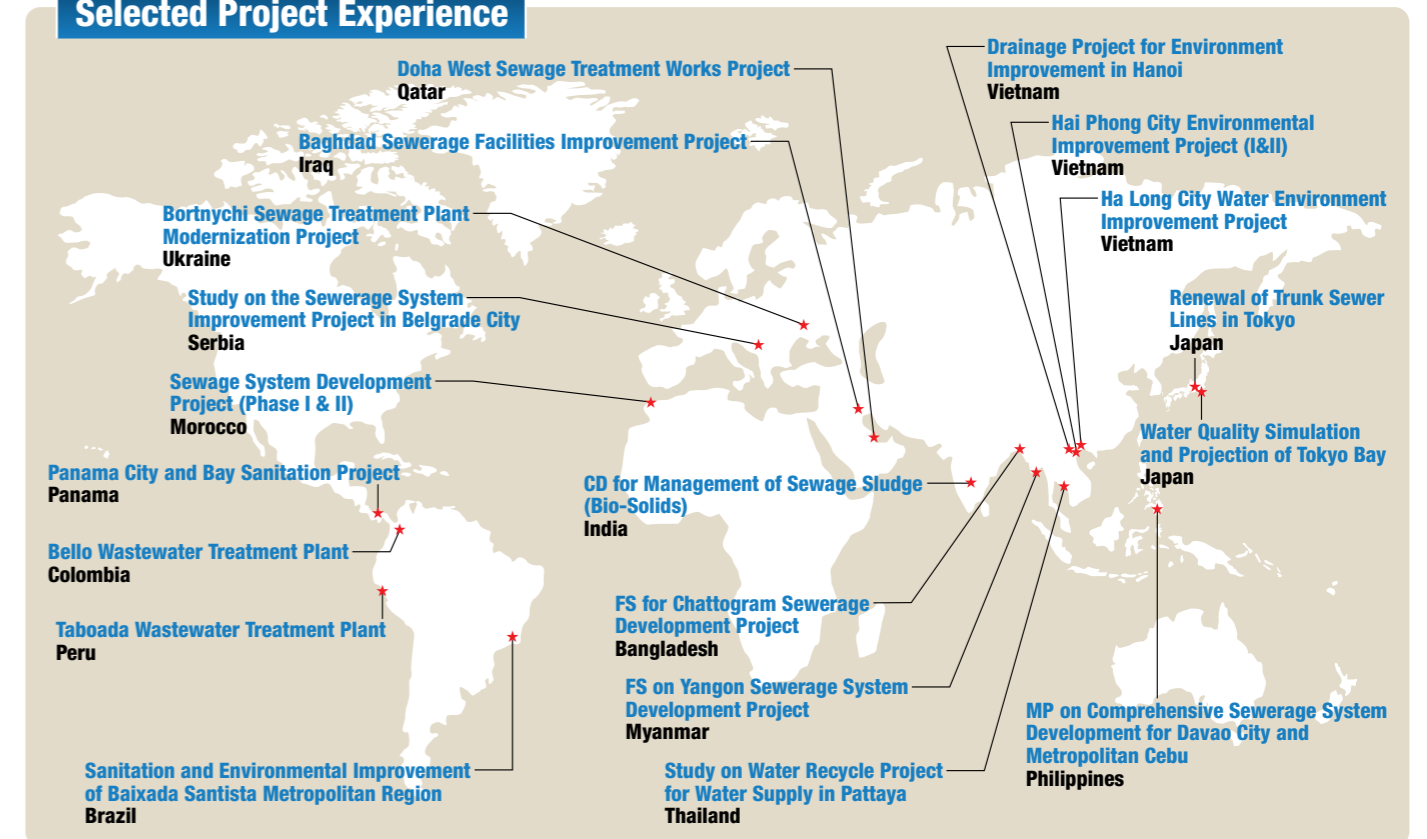 Selected Project Experience
Doha West Sewage Treatment Works Project
Qatar
Baghdad Sewerage Facilities Improvement Project
Iraq
Bortnychi Sewage Treatment Plant
Modernization Project
Ukraine
Study on the Sewerage System
Improvement Project in Belgrade City
Serbia
Sewage System Development
Project (Phase I & II)
Morocco
Panama City and Bay Sanitation Project
Panama
Bello Wastewater Treatment Plant
Colombia
Taboada Wastewater Treatment Plant
Peru
Sanitation and Environmental Improvement
of Baixada Santista Metropolitan Region
Brazil
CD for Management of Sewage Sludge
(Bio-Solids)
India
FS for Chattogram Sewerage
Development Project
Bangladesh
FS on Yangon Sewerage System
Development Project
Myanmar
Study on Water Recycle Project
for Water Supply in Pattaya
Thailand
Drainage Project for Environment
Improvement in Hanoi
Vietnam
Hai Phong City Environmental
Improvement Project (I&II)
Vietnam
Ha Long City Water Environment
Improvement Project
Vietnam
Renewal of Trunk Sewer
Lines in Tokyo
Japan
Water Quality Simulation
and Projection of Tokyo Bay
Japan
MP on Comprehensive Sewerage System
Development for Davao City and
Metropolitan Cebu
Philippines